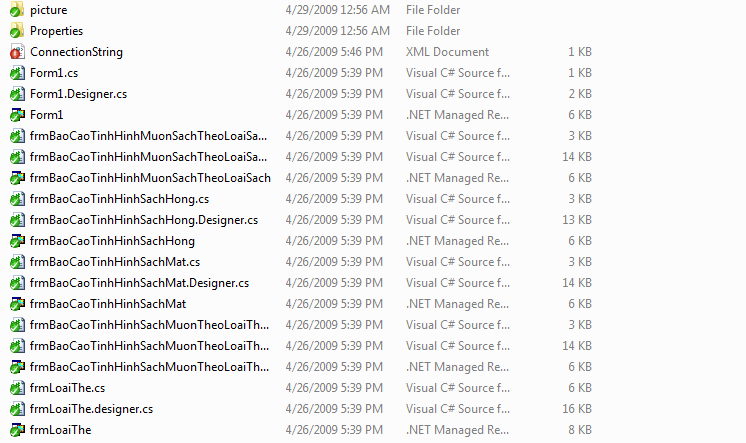 picture 4/29/2009 12:56 AM File Folder
Properties 4/29/2009 12:56 AM File Folder
ConnectionString 4/26/2009 5:46 PM XML Document 1 KB
Form1.cs 4/26/2009 5:39 PM Visual C# Source f... 1 KB
Form1.Designer.cs 4/26/2009 5:39 PM Visual C# Source f... 2 KB
Form1 4/26/2009 5:39 PM .NET Managed Re... 6 KB
frmBaoCaoTinhHinhMuonSachTheoLoaiSa... 4/26/2009 5:39 PM Visual C# Source f... 3 KB
frmBaoCaoTinhHinhMuonSachTheoLoaiSa... 4/26/2009 5:39 PM Visual C# Source f... 14 KB
frmBaoCaoTinhHinhMuonSachTheoLoaiSach 4/26/2009 5:39 PM .NET Managed Re... 6 KB
frmBaoCaoTinhHinhSachHong.cs 4/26/2009 5:39 PM Visual C# Source f... 3 KB
frmBaoCaoTinhHinhSachHong.Designer.cs 4/26/2009 5:39 PM Visual C# Source f... 13 KB
frmBaoCaoTinhHinhSachHong 4/26/2009 5:39 PM .NET Managed Re... 6 KB
frmBaoCaoTinhHinhSachMat.cs 4/26/2009 5:39 PM Visual C# Source f... 3 KB
frmBaoCaoTinhHinhSachMat.Designer.cs 4/26/2009 5:39 PM Visual C# Source f... 14 KB
frmBaoCaoTinhHinhSachMat 4/26/2009 5:39 PM .NET Managed Re... 6 KB
frmBaoCaoTinhHinhSachMuonTheoLoaiTh... 4/26/2009 5:39 PM Visual C# Source f... 3 KB
frmBaoCaoTinhHinhSachMuonTheoLoaiTh... 4/26/2009 5:39 PM Visual C# Source f... 14 KB
frmBaoCaoTinhHinhSachMuonTheoLoaiTh... 4/26/2009 5:39 PM .NET Managed Re... 6 KB
frmLoaiThe.cs 4/26/2009 5:39 PM Visual C# Source f... 6 KB
frmLoaiThe.designer.cs 4/26/2009 5:39 PM Visual C# Source f... 16 KB
frmLoaiThe 4/26/2009 5:39 PM .NET Managed Re... 8 KB